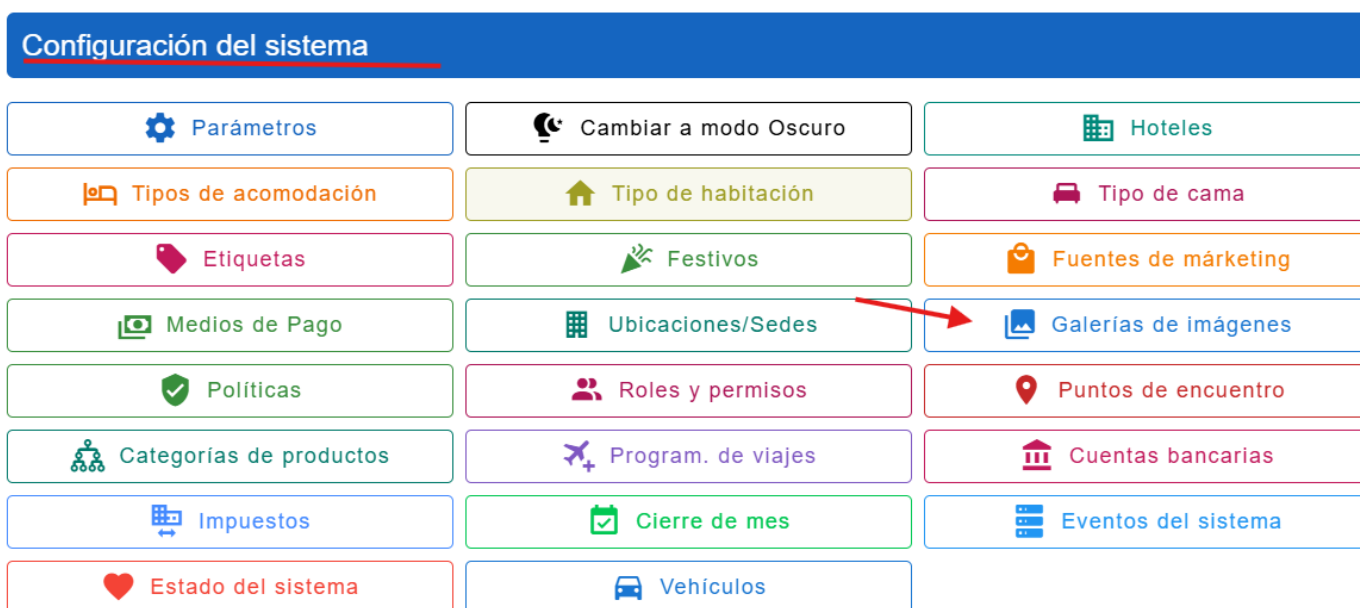 Configuración del sistema
Parámetros
Cambiar a modo Oscuro
Hoteles
Tipos de acomodación
Tipo de habitación
Tipo de cama
Etiquetas
Festivos
Fuentes de márketing
Medios de Pago
Ubicaciones/Sedes
Galerías de imágenes
Políticas
Roles y permisos
Puntos de encuentro
Categorías de productos
Program. de viajes
Cuentas bancarias
Impuestos
Cierre de mes
Eventos del sistema
Estado del sistema
Vehículos